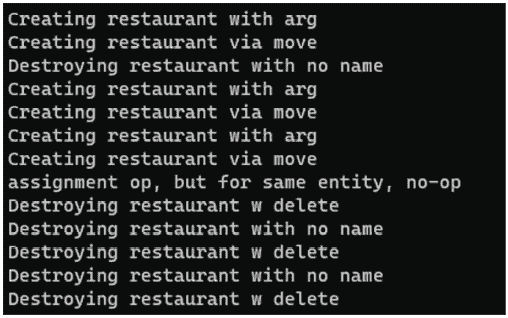 Creating restaurant with arg
Creating restaurant via move
Destroying restaurant with no name
Creating restaurant with arg
Creating restaurant via move
Creating restaurant with arg
Creating restaurant via move
assignment op, but for same entity, no-op
Destroying restaurant w delete
Destroying restaurant with no name
Destroying restaurant w delete
Destroying restaurant with no name
Destroying restaurant w delete